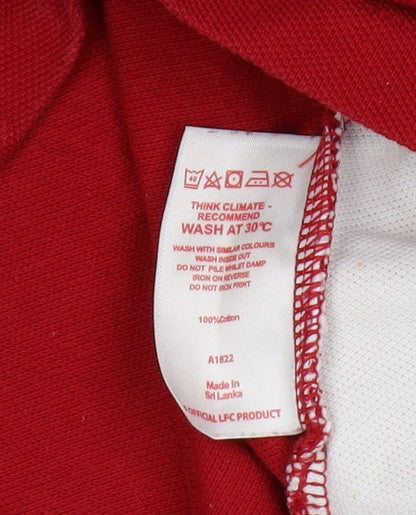 40
THINK CLIMATE -
RECOMMEND
WASH AT 30°C
WASH WITH SIMILAR COLOURS
WASH INSIDE OUT
DO NOT PILE WHILST DAMP
IRON ON REVERSE
DO NOT IRON PRINT
100%Cotton
A1822
Made in
Sri Lanka
OFFICIAL LFC PRODUCT